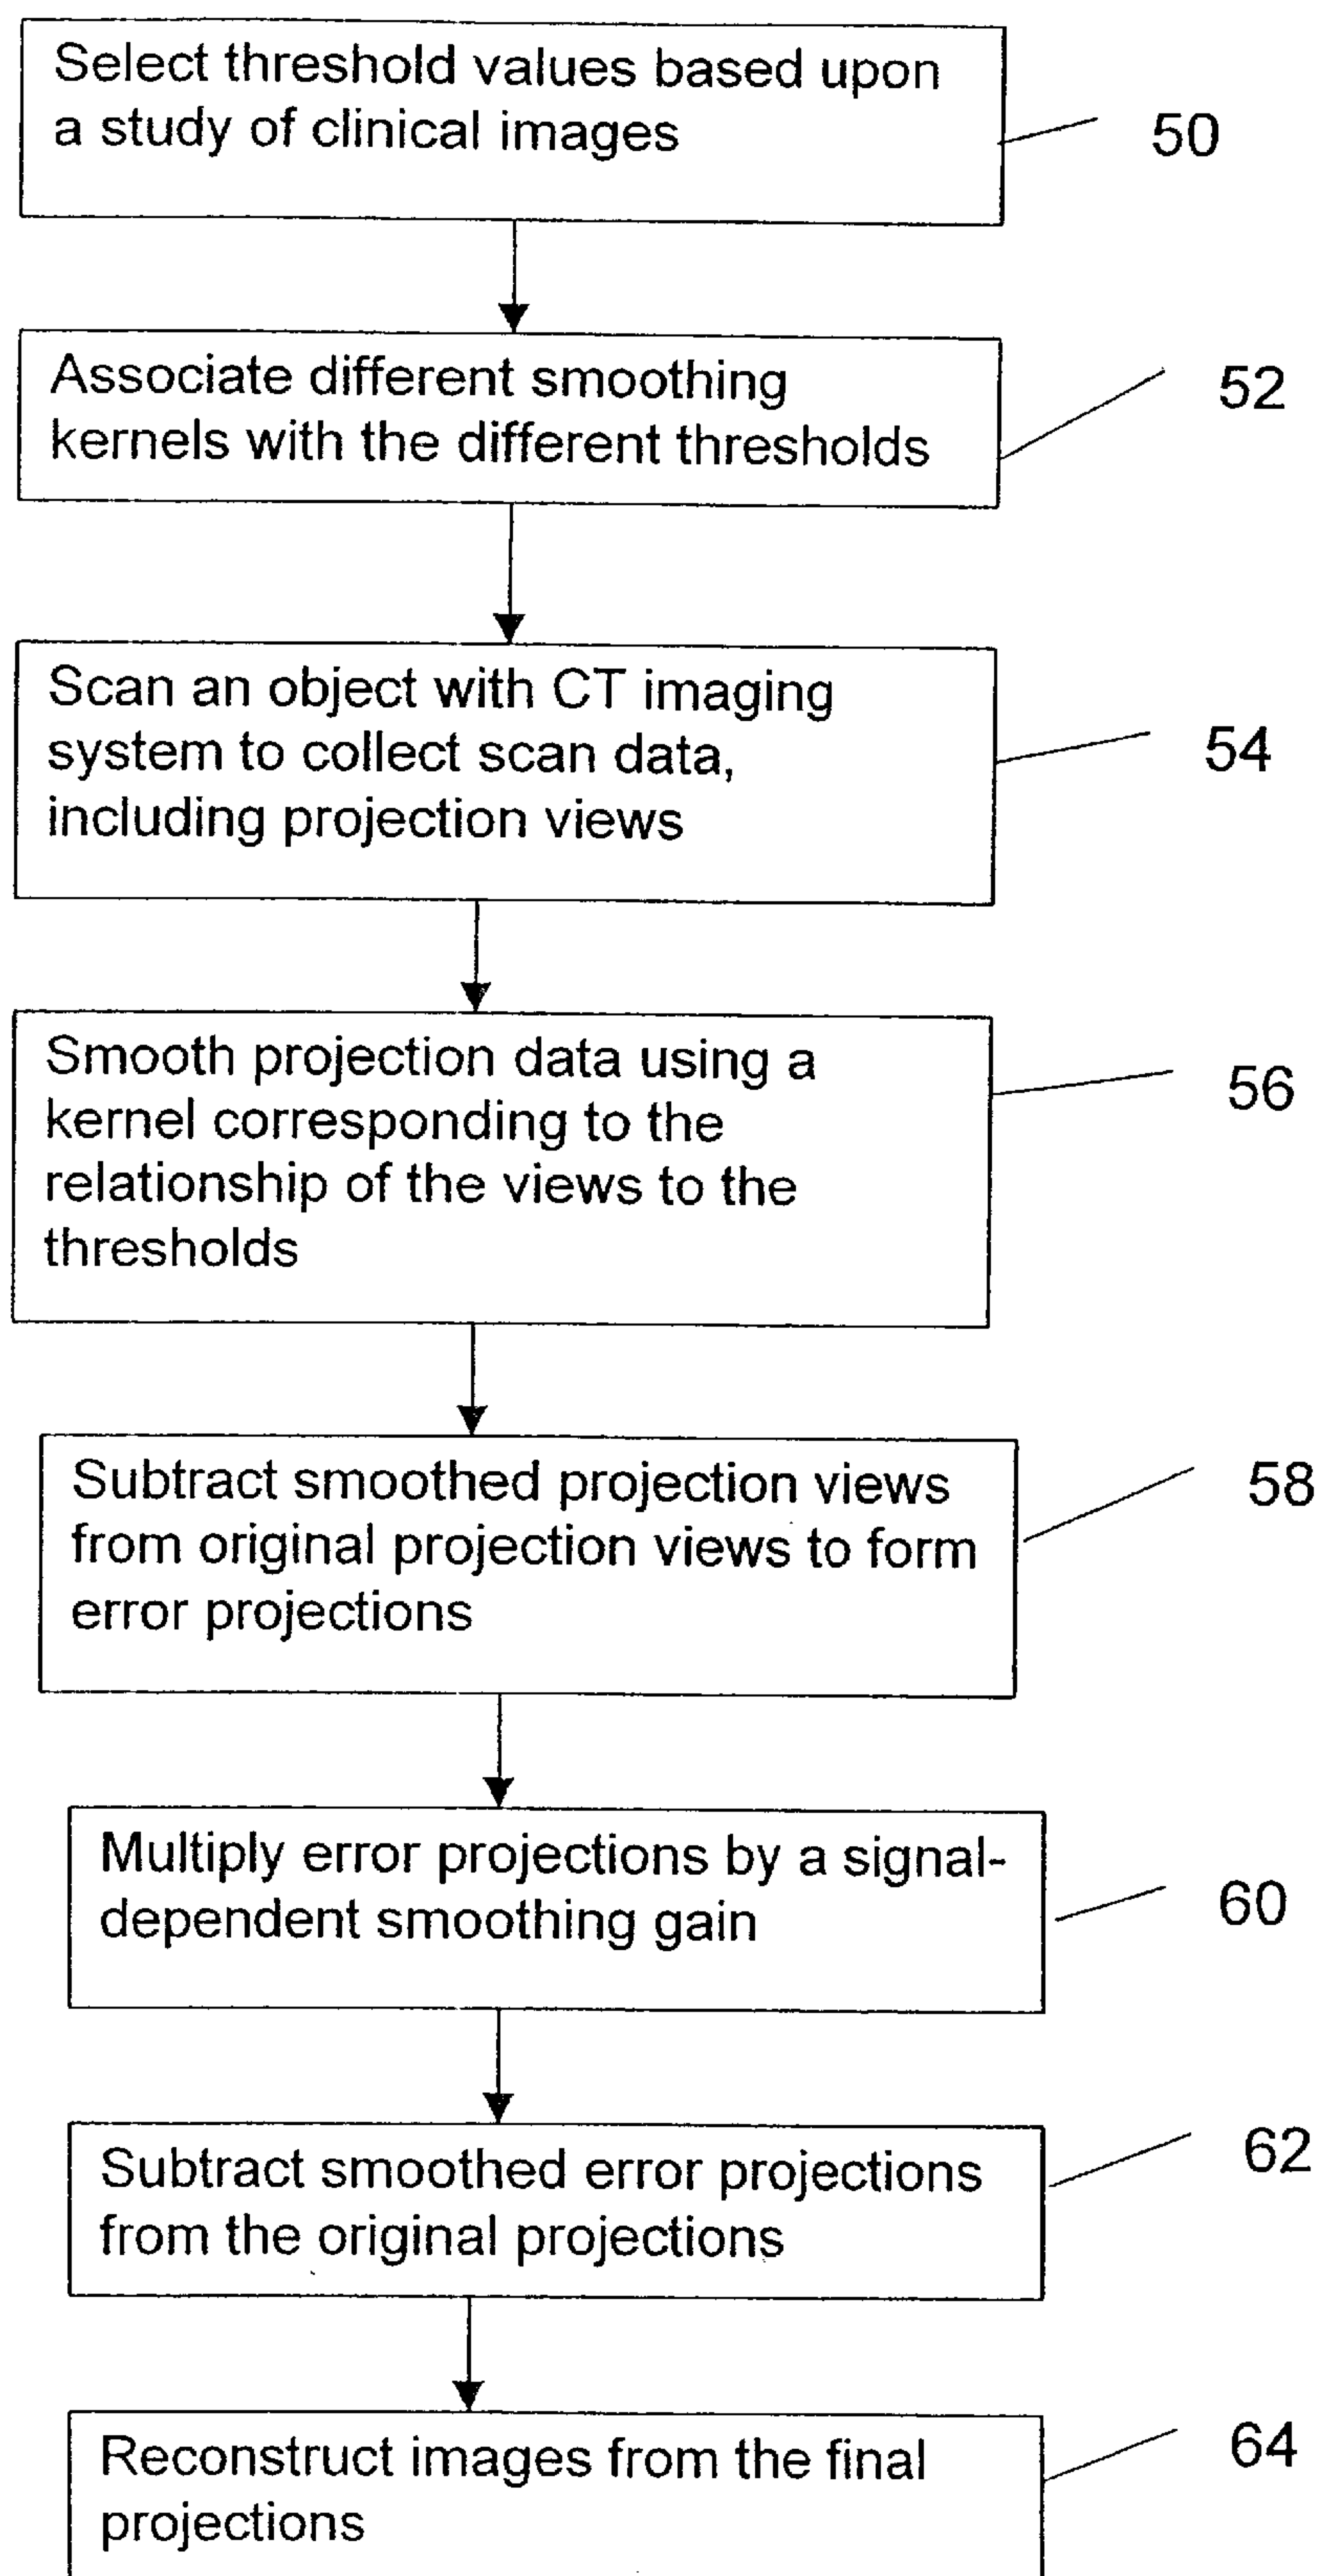 Select threshold values based upon
a study of clinical images
50
Associate different smoothing
kernels with the different thresholds
52
Scan an object with CT imaging
system to collect scan data,
including projection views
54
Smooth projection data using a
kernel corresponding to the
relationship of the views to the
thresholds
56
Subtract smoothed projection views
from original projection views to form
error projections
58
Multiply error projections by a signal-
dependent smoothing gain
60
Subtract smoothed error projections
from the original projections
62
Reconstruct images from the final
projections
64